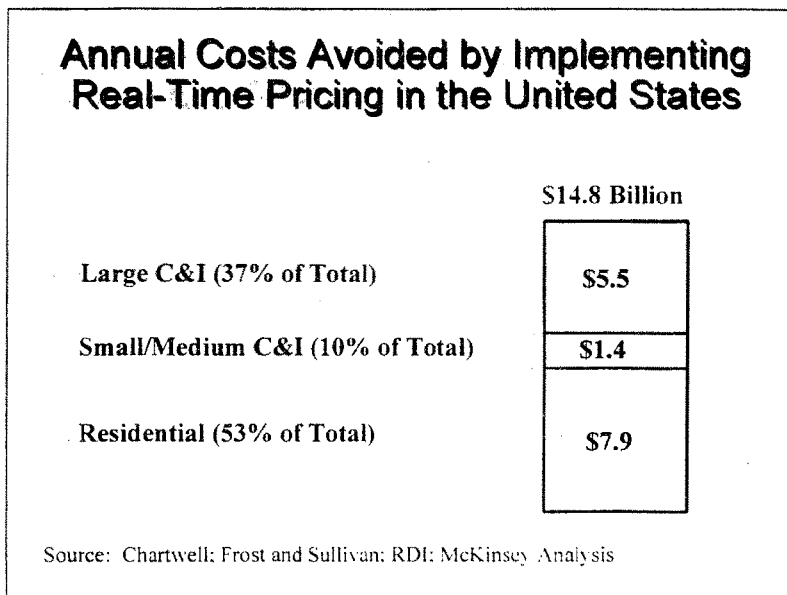 Annual Costs Avoided by Implementing
Real-Time Pricing in the United States
$14.8 Billion
Large C&I (37% of Total)
$5.5
Small/Medium C&I (10% of Total)
$1.4
Residential (53% of Total)
$7.9
Source: Chartwell; Frost and Sullivan; RDI; McKinsey Analysis